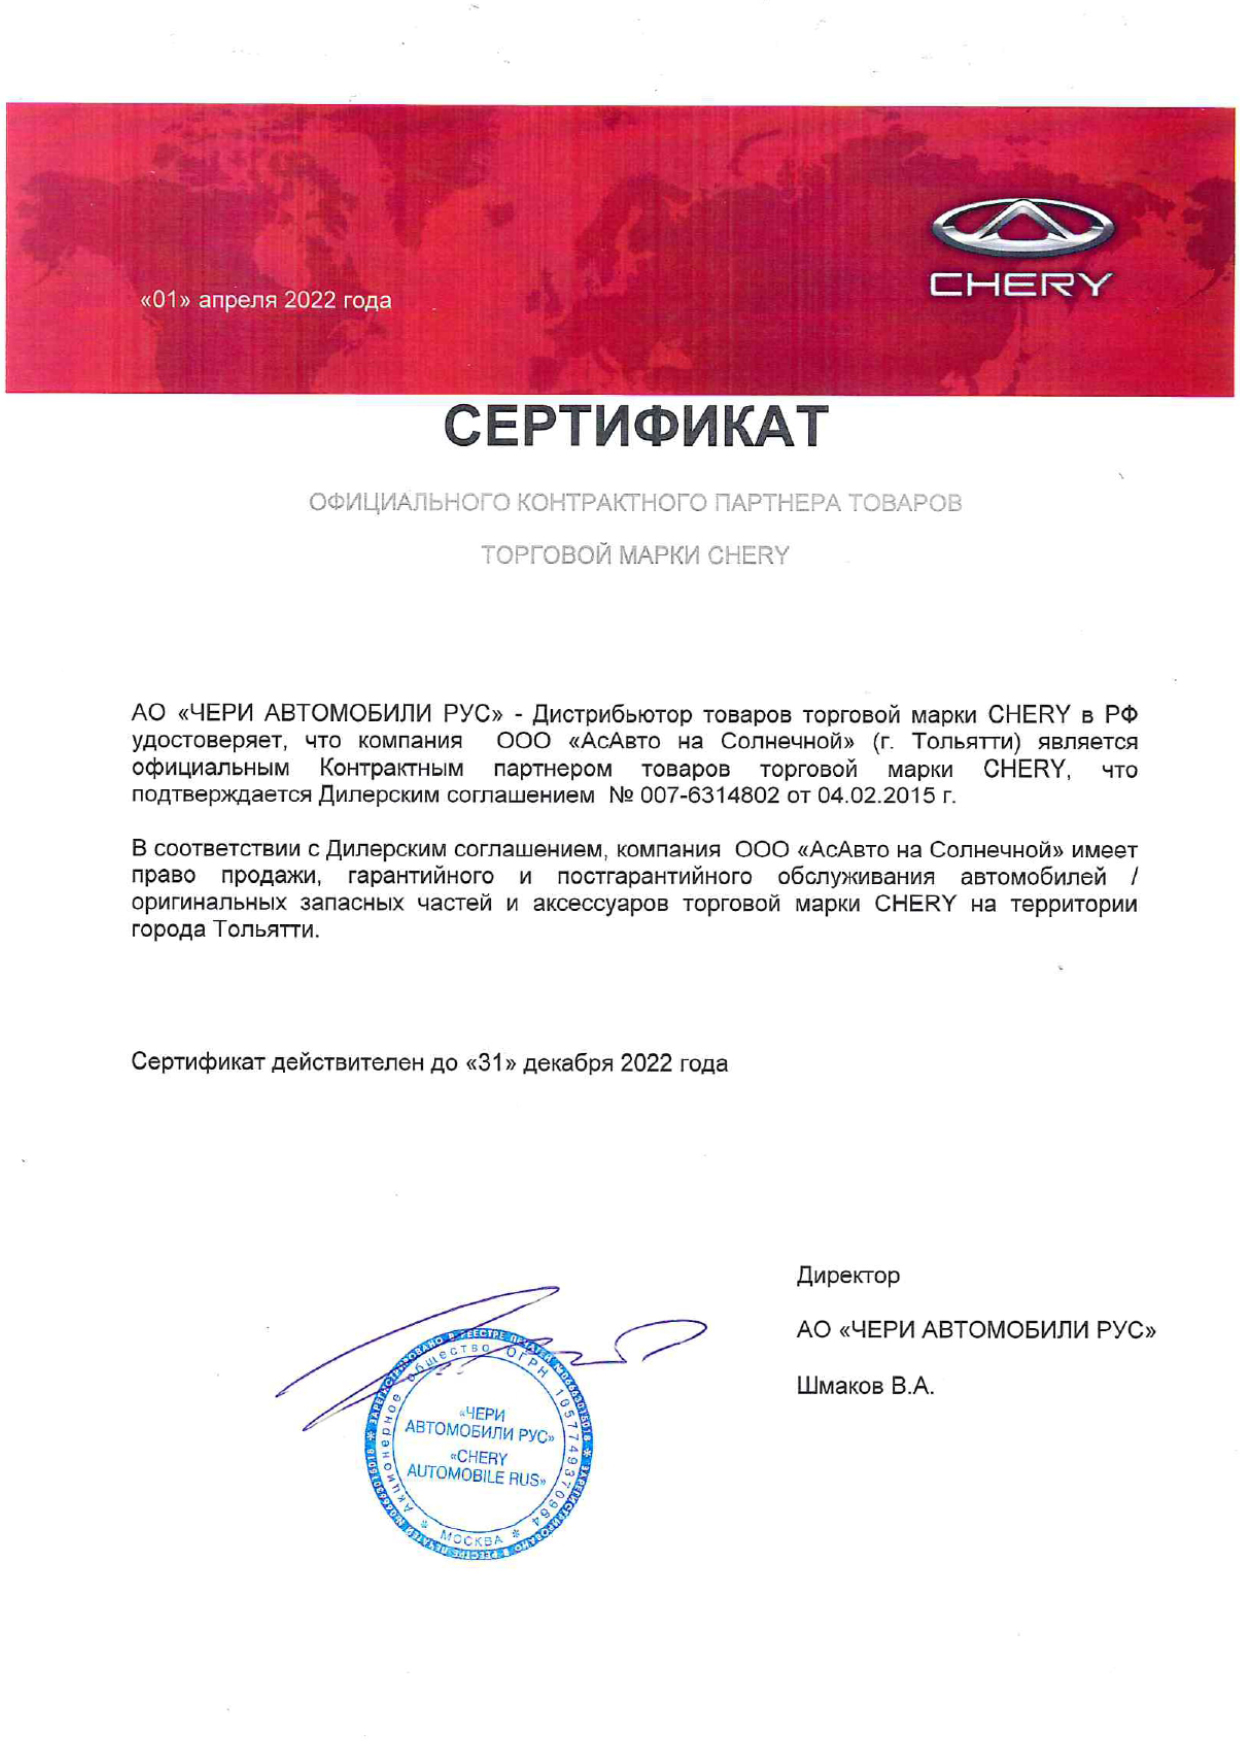 «01» апреля 2022 года
CHERY
СЕРТИФИКАТ
ОФИЦИАЛЬНОГО КОНТРАКТНОГО ПАРТНЕРА ТОВАРОВ
ТОРГОВОЙ МАРКИ CHERY
АО «ЧЕРИ АВТОМОБИЛИ РУС» - Дистрибьютор товаров торговой марки CHERY в РФ
удостоверяет, что компания ООО «АсАвто на Солнечной» (г. Тольятти) является
официальным Контрактным партнером товаров торговой марки CHERY, что
подтверждается Дилерским соглашением № 007-6314802 от 04.02.2015 г.
В соответствии с Дилерским соглашением, компания ООО «АсАвто на Солнечной» имеет
право продажи, гарантийного и постгарантийного обслуживания автомобилей /
оригинальных запасных частей и аксессуаров торговой марки CHERY на территории
города Тольятти.
Сертификат действителен до «31» декабря 2022 года
Директор
АО «ЧЕРИ АВТОМОБИЛИ РУС»
Шмаков В.А.
ЗАРЕГИСТРИРОВАНО В РЕЕСТРЕ ПЕЧАТЕЙ
Акционерное общество ОГРН 1057749370964
«ЧЕРИ
АВТОМОБИЛИ РУС»
«CHERY
AUTOMOBILE RUS»
* МОСКВА *